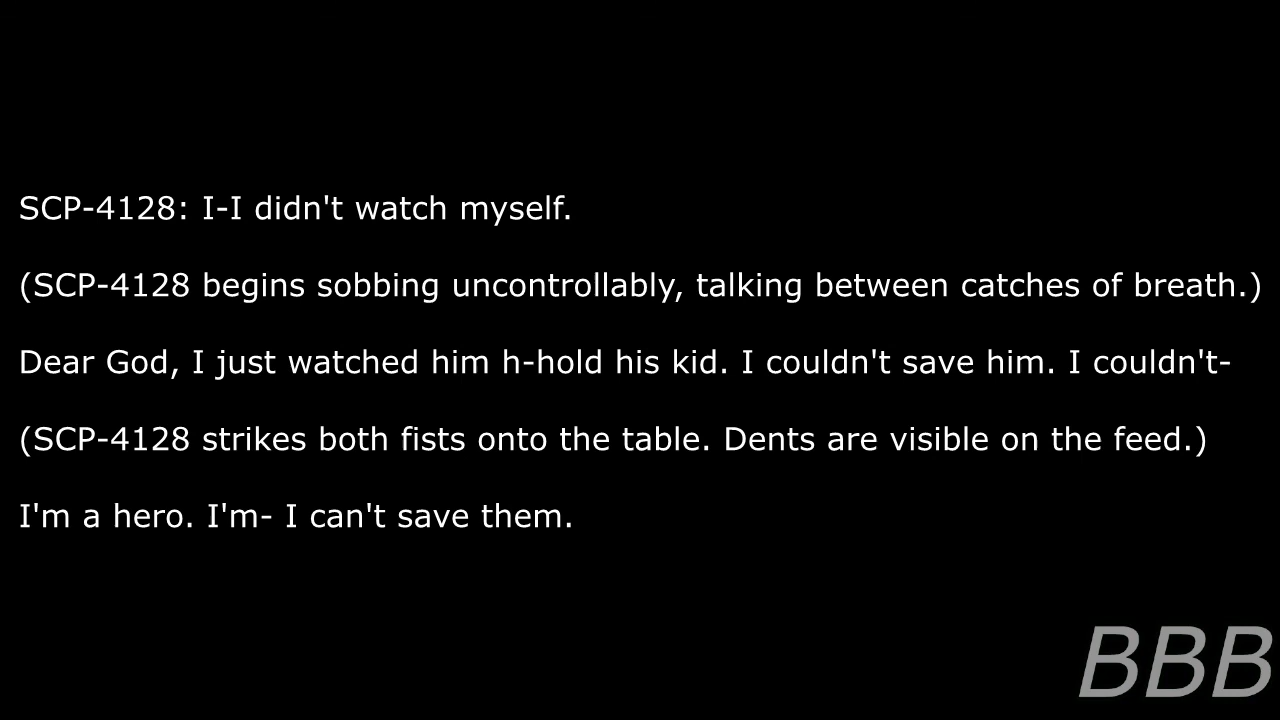 SCP-4128: I-I didn't watch myself.
(SCP-4128 begins sobbing uncontrollably, talking between catches of breath.)
Dear God, I just watched him h-hold his kid. I couldn't save him. I couldn't-
(SCP-4128 strikes both fists onto the table. Dents are visible on the feed.)
I'm a hero. I'm- I can't save them.
BBB